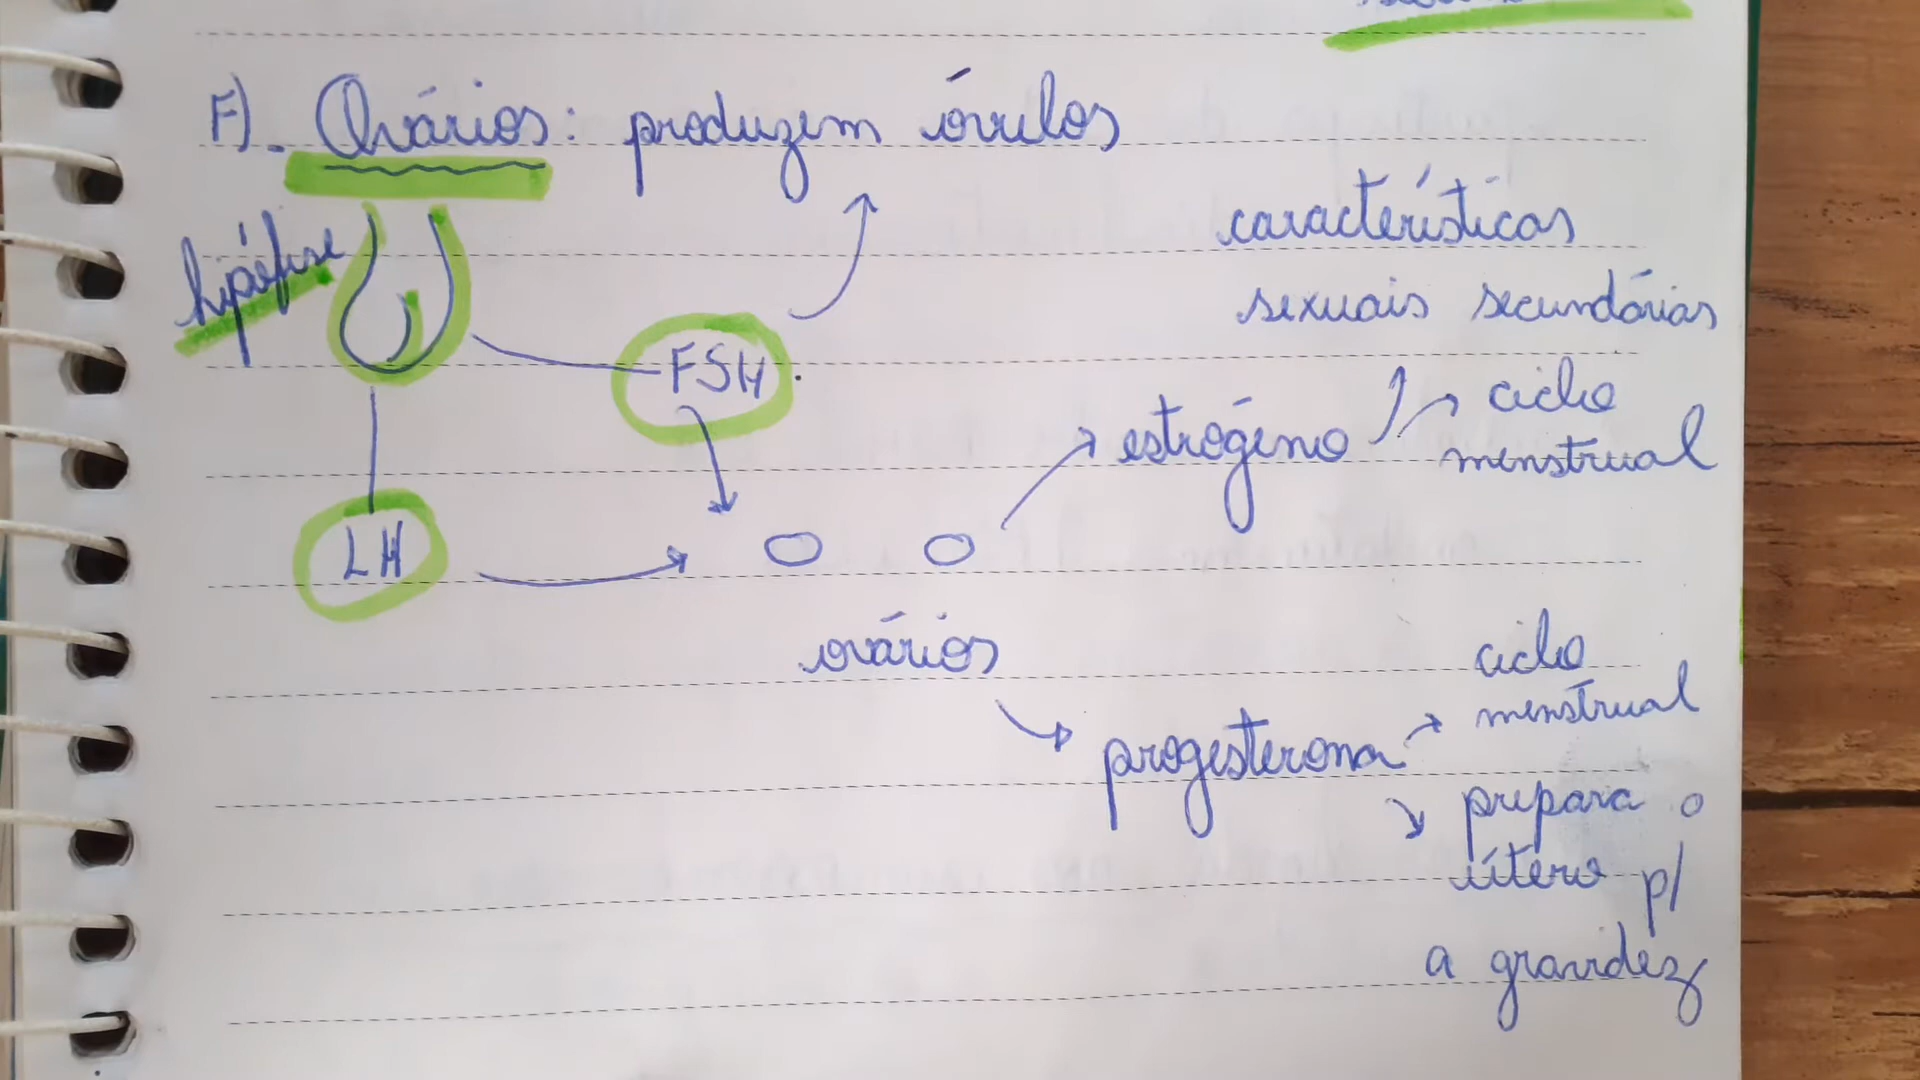 F). Ovários: produzem óvulos
hipófise
características
sexuais secundárias
FSH
ciclo
estrógeno
menstrual
LH
ovários
ciclo
menstrual
progesterona
prepara o
útero p/
a gravidez